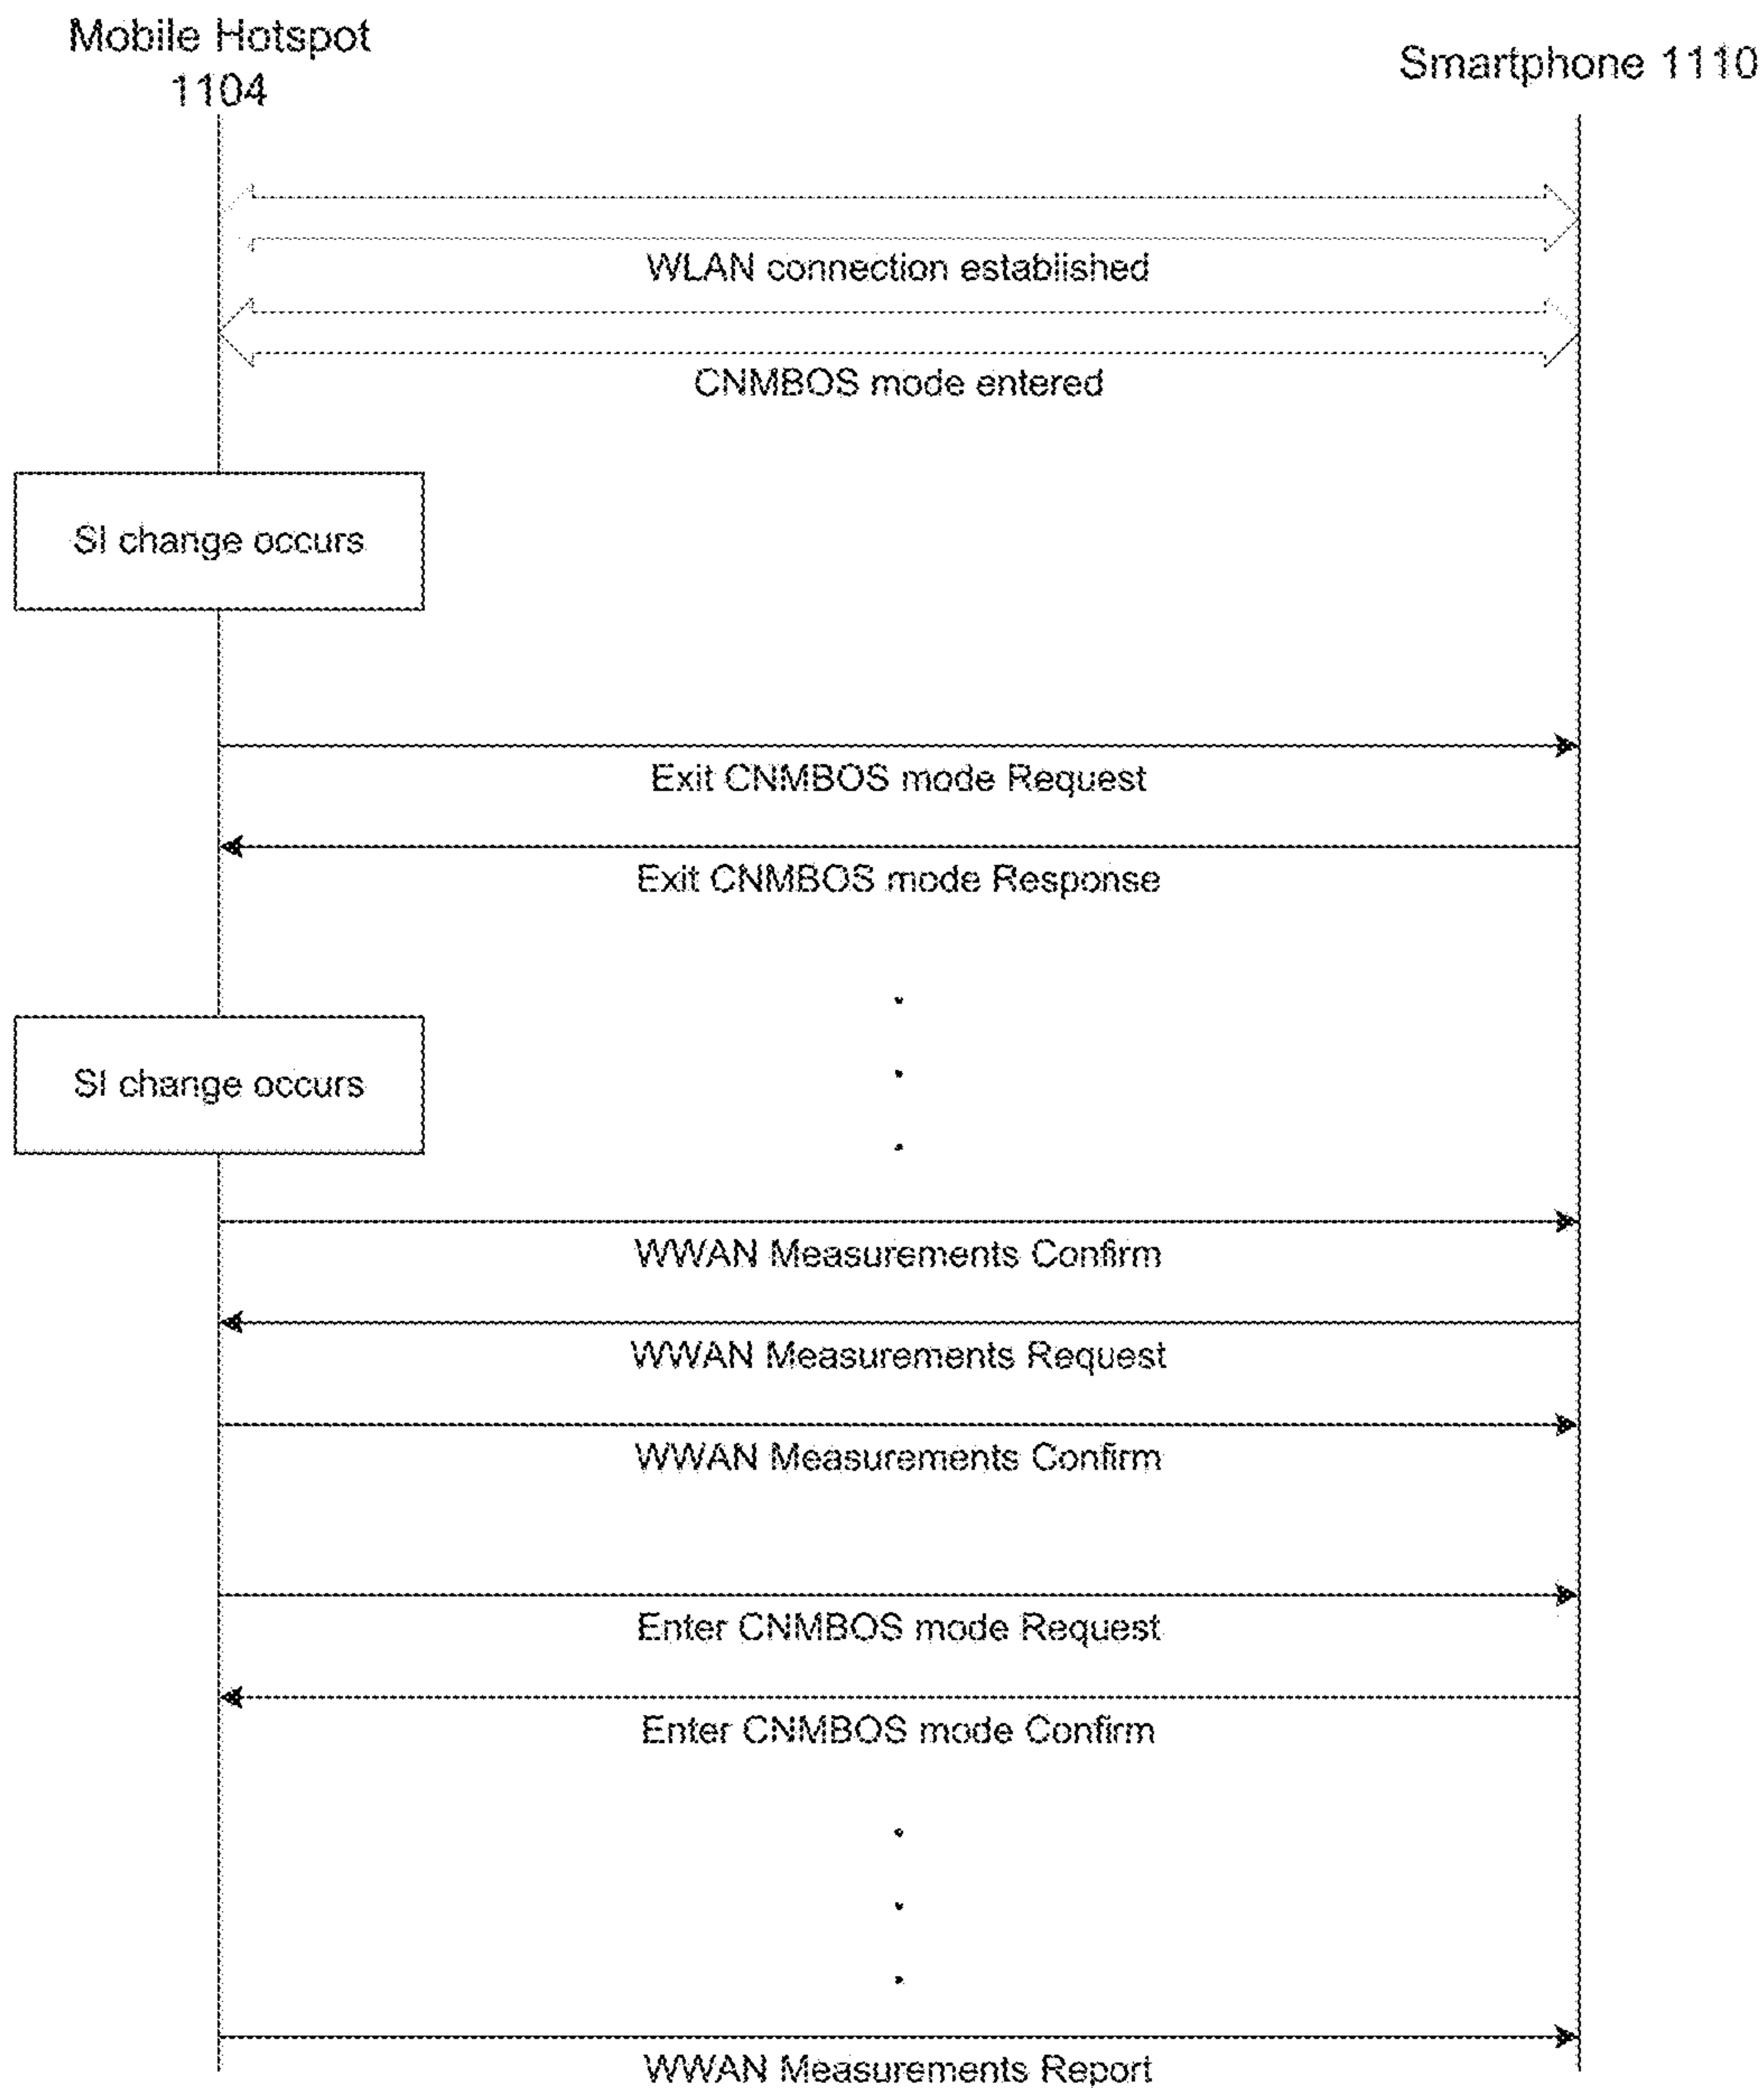 Mobile Hotspot
1104
Smartphone 1110
WLAN connection established
CNMBOS mode entered
SI change occurs
Exit CNMBOS mode Request
Exit CNMBOS mode Response
SI change occurs
WWAN Measurements Confirm
WWAN Measurements Request
WWAN Measurements Confirm
Enter CNMBOS mode Request
Enter CNMBOS mode Confirm
WWAN Measurements Report